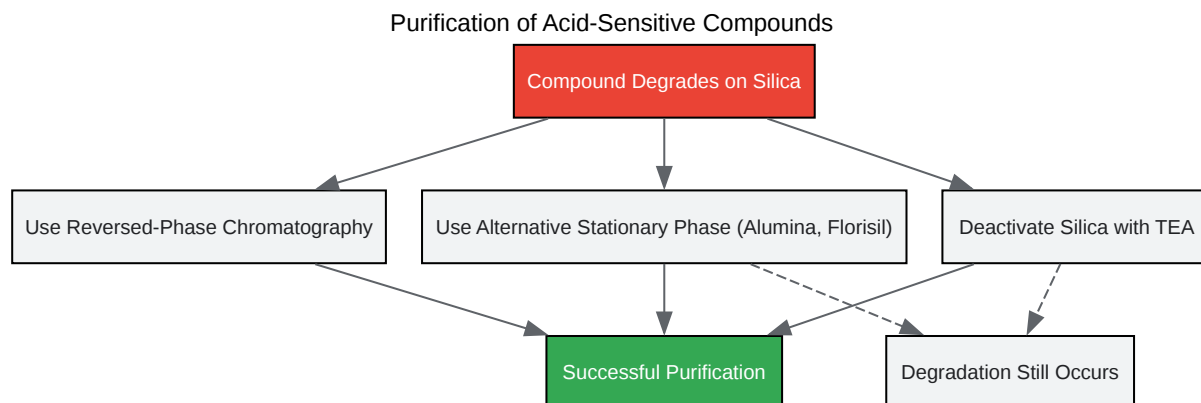 Purification of Acid-Sensitive Compounds
Compound Degrades on Silica
Use Reversed-Phase Chromatography
Use Alternative Stationary Phase (Alumina, Florisil)
Deactivate Silica with TEA
Successful Purification
Degradation Still Occurs